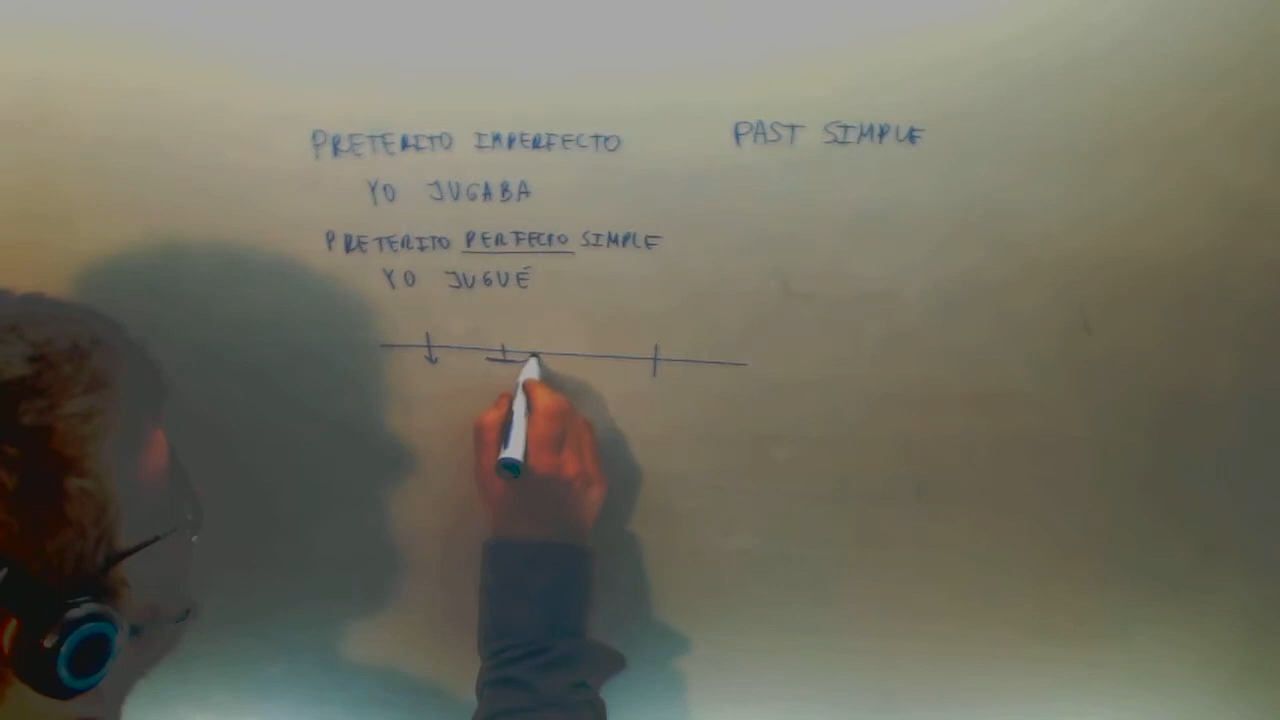 PRETERITO IMPERFECTO
YO JUGABA
PRETERITO PERFECTO SIMPLE
YO JUGUÉ
PAST SIMPLE